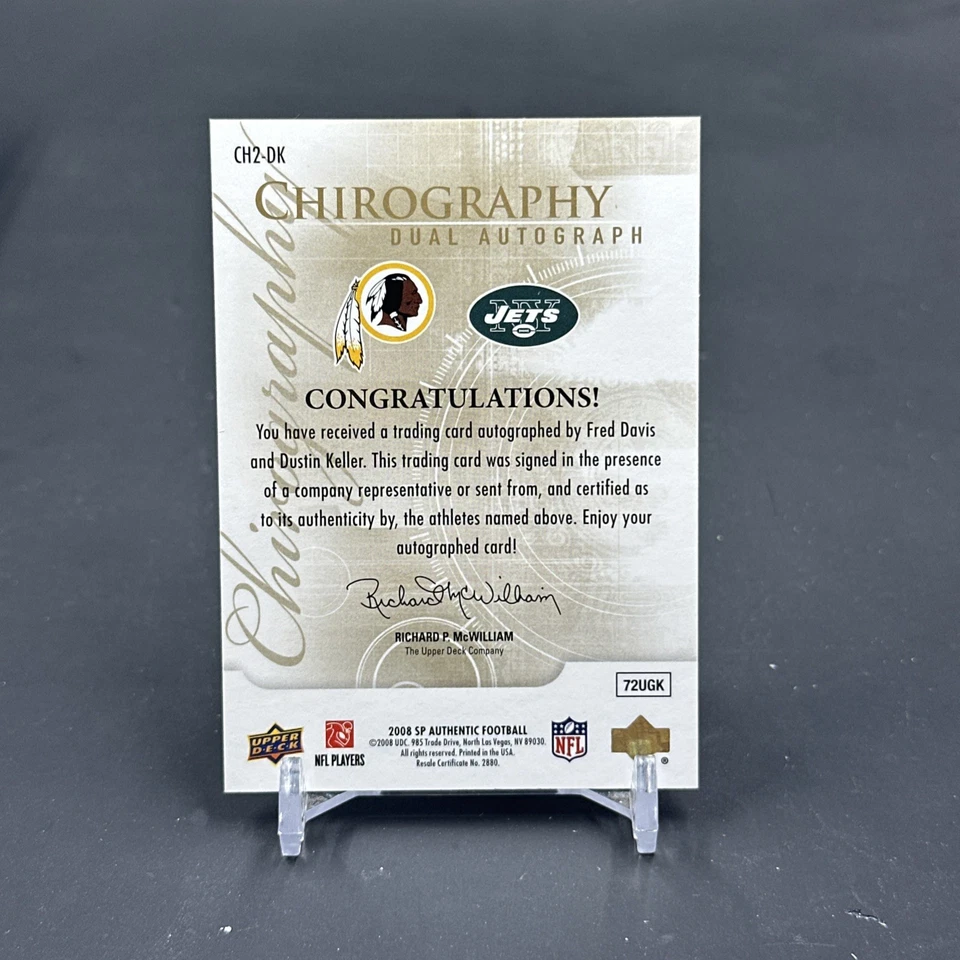 CH2-DK
CHIROGRAPHY
DUAL AUTOGRAPH
Chirography
NY
JETS
CONGRATULATIONS!
You have received a trading card autographed by Fred Davis
and Dustin Keller. This trading card was signed in the presence
of a company representative or sent from, and certified as
to its authenticity by, the athletes named above. Enjoy your
autographed card!
Richard McWilliam
RICHARD P. McWILLIAM
The Upper Deck Company
72UGK
UPPER
D·E·C·K
NFL PLAYERS
2008 SP AUTHENTIC FOOTBALL
©2008 UDC. 985 Trade Drive, North Las Vegas, NV 89030.
All rights reserved. Printed in the USA.
Resale Certificate No. 2880.
NFL
®